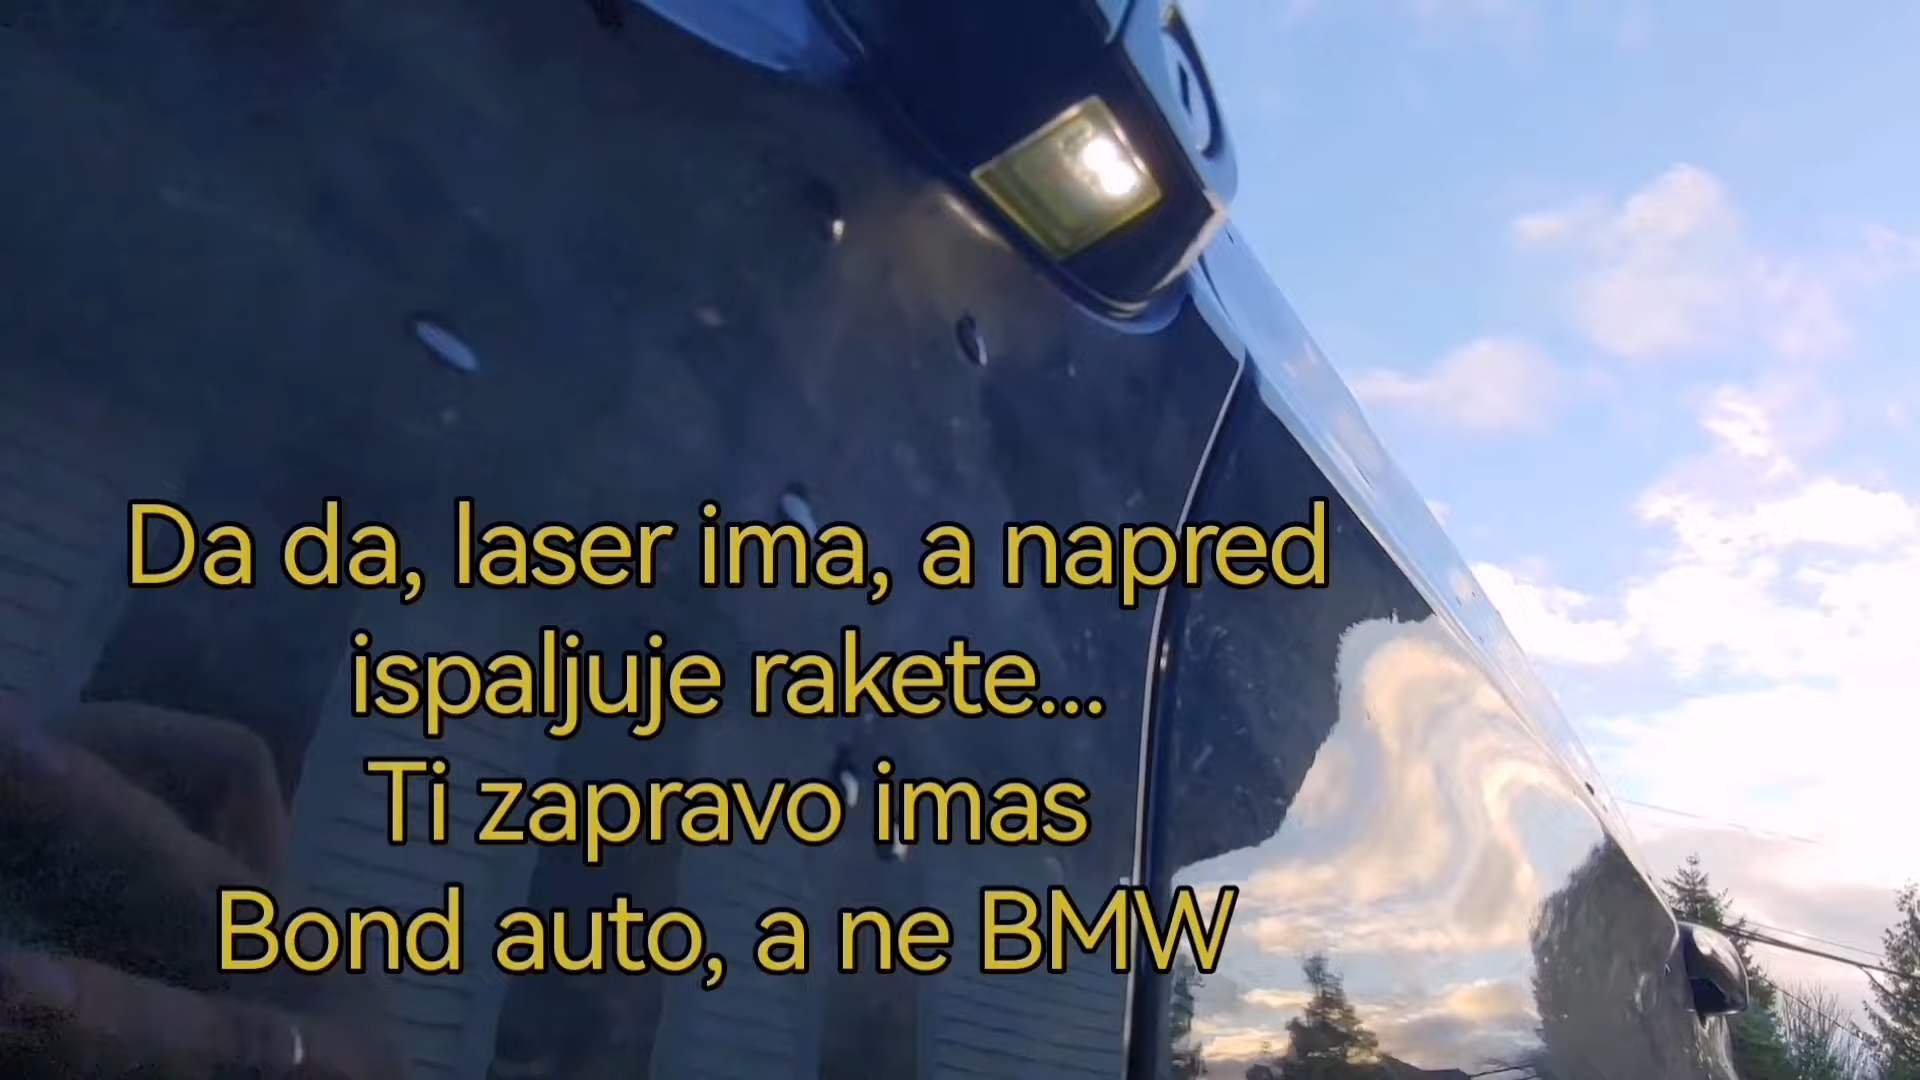 Da da, laser ima, a napred
ispaljuje rakete...
Ti zapravo imas
Bond auto, a ne BMW